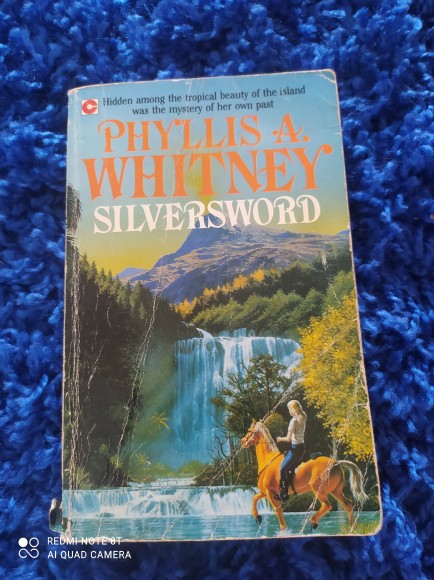 Hidden among the tropical beauty of the island
was the mystery of her own past
PHYLLIS A.
WHITNEY
SILVERSWORD
REDMI NOTE 8T
AI QUAD CAMERA